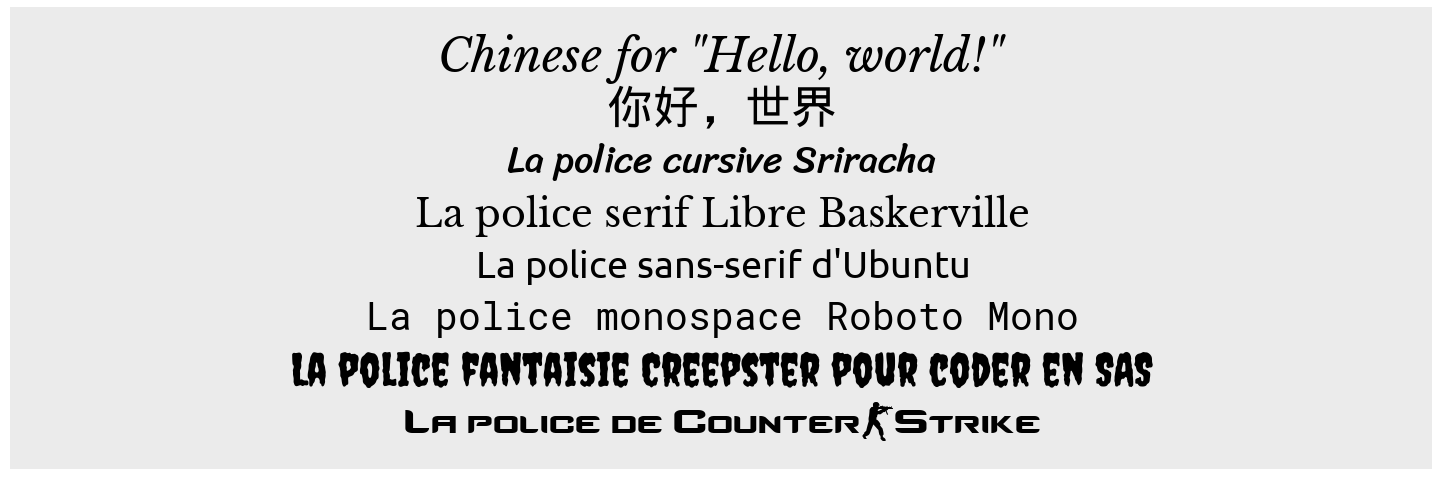 Chinese for "Hello, world!"
你好，世界
La police cursive Sriracha
La police serif Libre Baskerville
La police sans-serif d'Ubuntu
La police monospace Roboto Mono
LA POLICE FANTAISIE CREEPSTER POUR CODER EN SAS
La police de Counter Strike